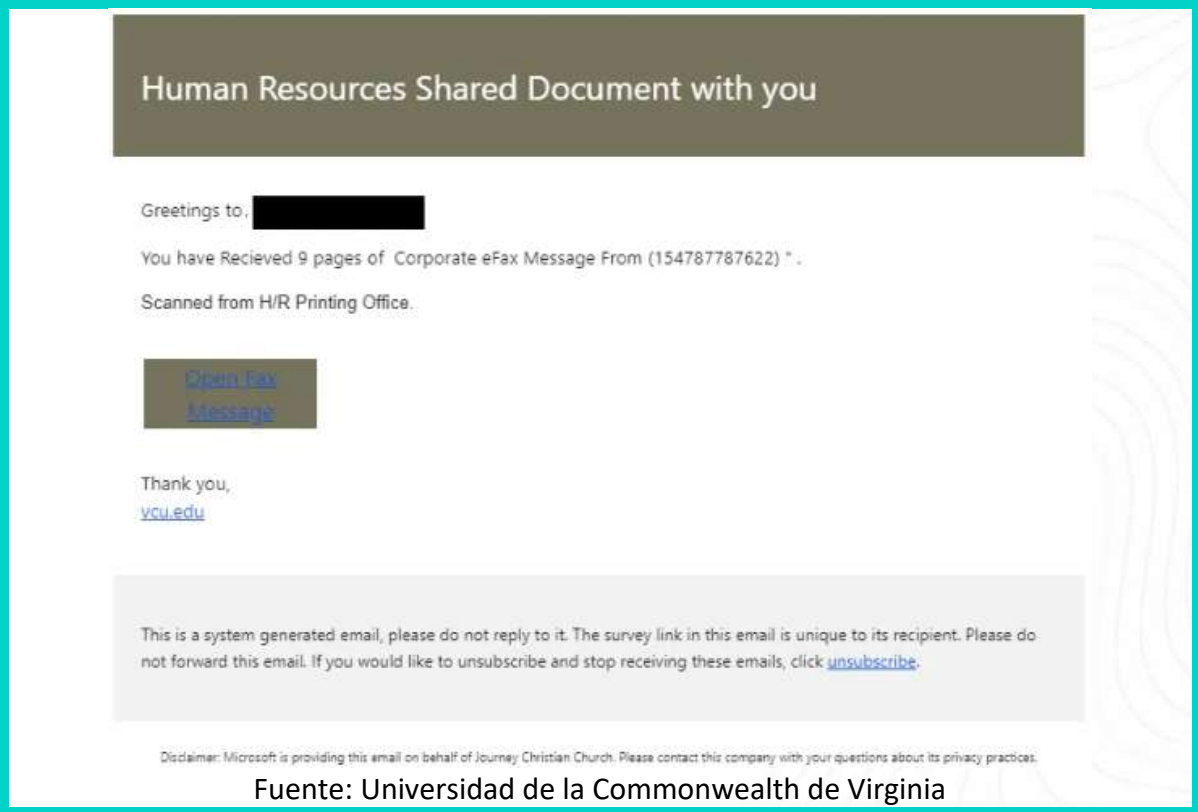 Human Resources Shared Document with you
Greetings to,
You have Recieved 9 pages of Corporate eFax Message From (154787787622) * .
Scanned from H/R Printing Office.
Open Fax
Message
Thank you,
vcu.edu
This is a system generated email, please do not reply to it. The survey link in this email is unique to its recipient. Please do
not forward this email. If you would like to unsubscribe and stop receiving these emails, click unsubscribe.
Disclaimer: Microsoft is providing this email on behalf of Journey Christian Church. Please contact this company with your questions about its privacy practices.
Fuente: Universidad de la Commonwealth de Virginia